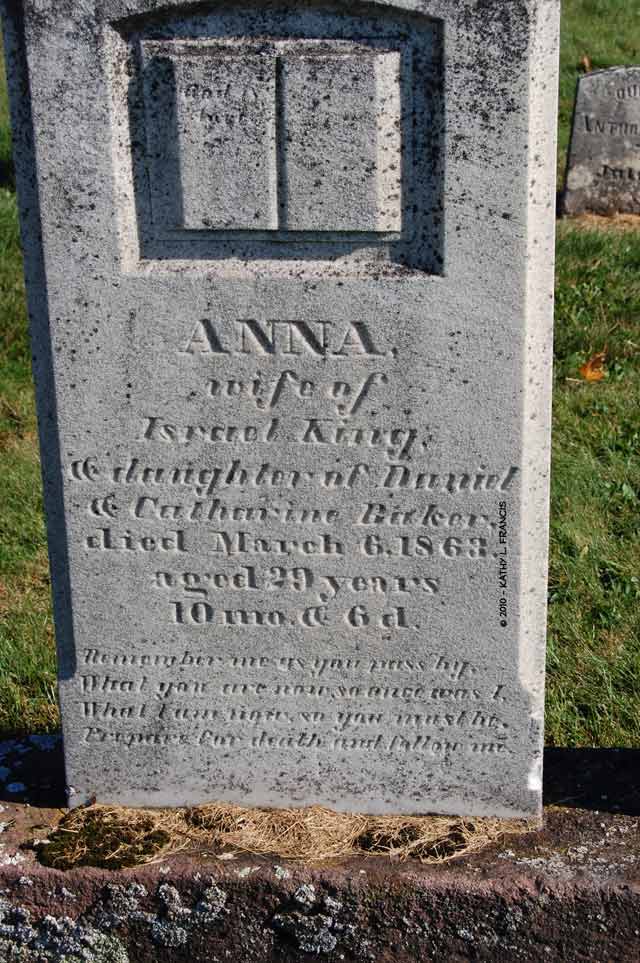 God is
ANNA,
wife of
Israel King,
& daughter of Daniel
& Catharine Baker,
died March 6, 1863.
aged 29 years
10 mo. & 6 d.
Remember me as you pass by,
What you are now, so once was I,
What I am now, so you must be,
Prepare for death and follow me.
© 2010 - KATHY L. FRANCIS